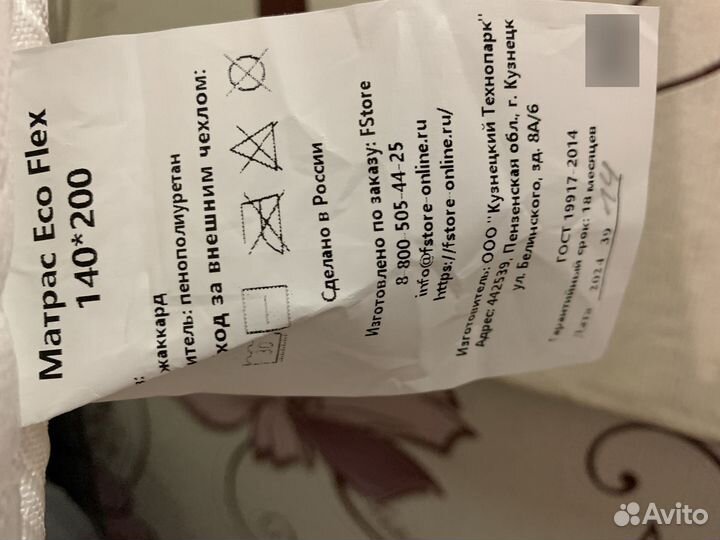 Матрас Eco Flex
140*200
жаккард
итель: пенополиуретан
ход за внешним чехлом:
30
Сделано в России
Изготовлено по заказу: FStore
8-800-505-44-25
info@fstore-online.ru
https://fstore-online.ru/
Изготовитель: ООО "Кузнецкий Технопарк"
Адрес: 442539, Пензенская обл., г. Кузнецк
ул. Белинского, зд. 8А/6
ГОСТ 19917-2014
Гарантийный срок: 18 месяцев
Дата 2024 39 14
Avito